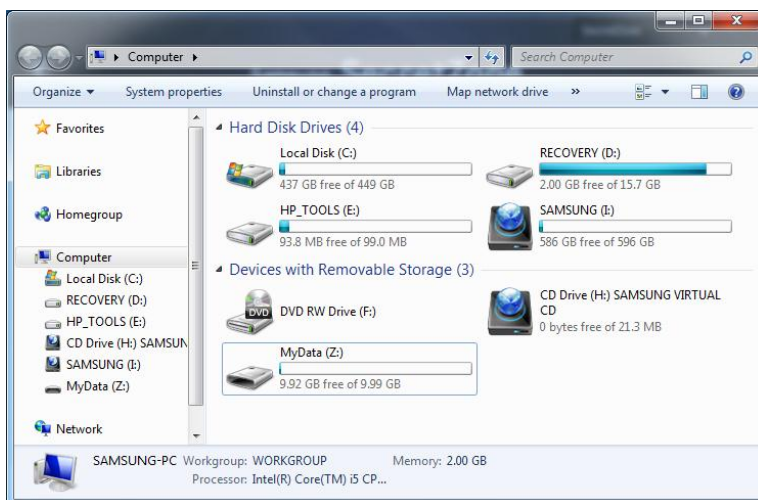 Computer
Search Computer
Organize
System properties
Uninstall or change a program
Map network drive
»
Favorites
Libraries
Homegroup
Computer
Local Disk (C:)
RECOVERY (D:)
HP_TOOLS (E:)
CD Drive (H:) SAMSUN
SAMSUNG (I:)
MyData (Z:)
Network
Hard Disk Drives (4)
Local Disk (C:)
437 GB free of 449 GB
RECOVERY (D:)
2.00 GB free of 15.7 GB
HP_TOOLS (E:)
93.8 MB free of 99.0 MB
SAMSUNG (I:)
586 GB free of 596 GB
Devices with Removable Storage (3)
DVD
DVD RW Drive (F:)
CD Drive (H:) SAMSUNG VIRTUAL
CD
0 bytes free of 21.3 MB
MyData (Z:)
9.92 GB free of 9.99 GB
SAMSUNG-PC Workgroup: WORKGROUP Memory: 2.00 GB
Processor: Intel(R) Core(TM) i5 CP...